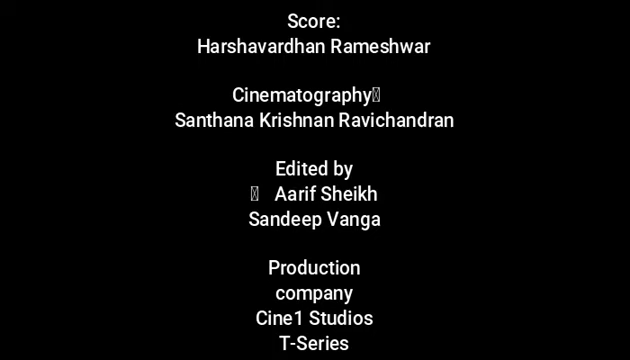 Score:
Harshavardhan Rameshwar
Cinematography
Santhana Krishnan Ravichandran
Edited by
Aarif Sheikh
Sandeep Vanga
Production
company
Cine1 Studios
T-Series